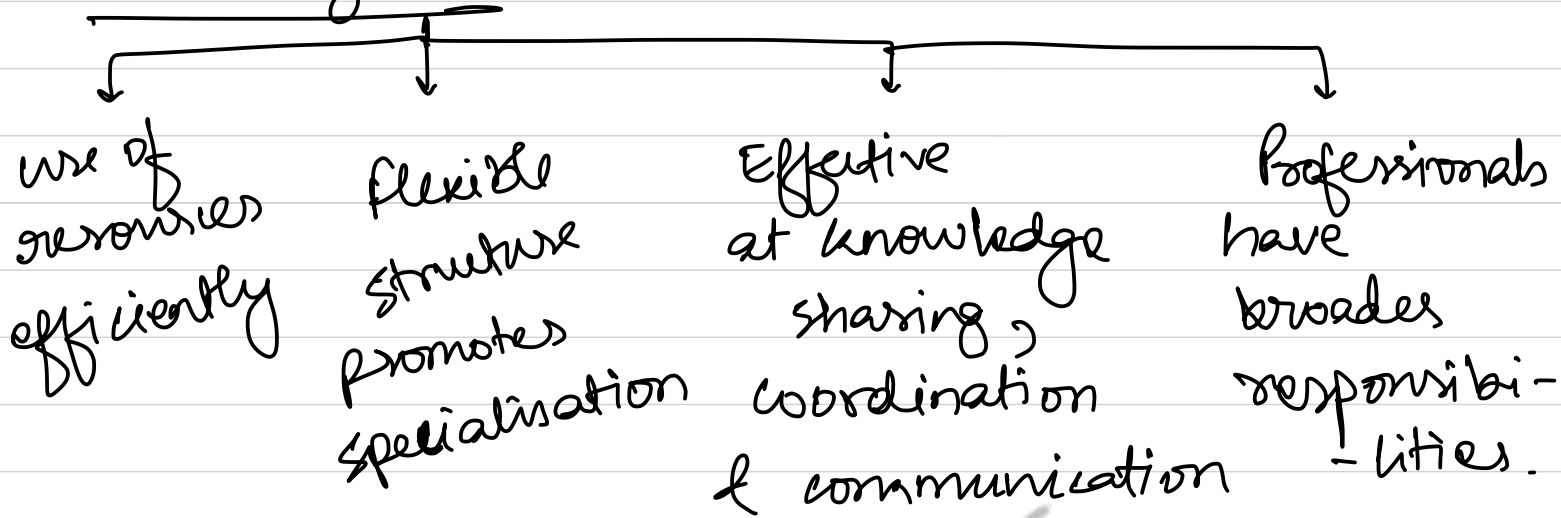 use of
resources
efficiently
flexible
structure
promotes
specialisation
Effective
at knowledge
sharing,
coordination
& communication
Professionals
have
broader
responsibi-
-lities.